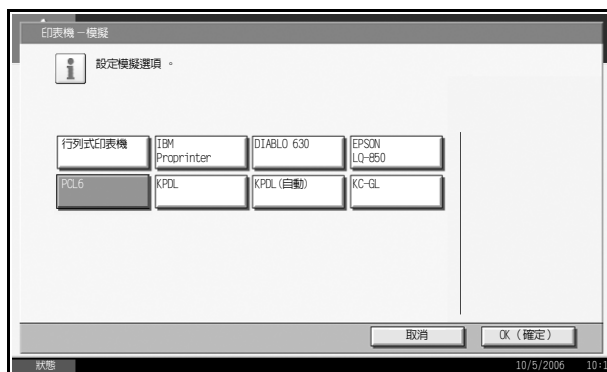 印表機－模擬
設定模擬選項 。
行列式印表機
IBM
Proprinter
DIABLO 630
EPSON
LQ-850
PCL6
KPDL
KPDL(自動)
KC-GL
取消
OK (確定)
狀態
10/5/2006 10:1